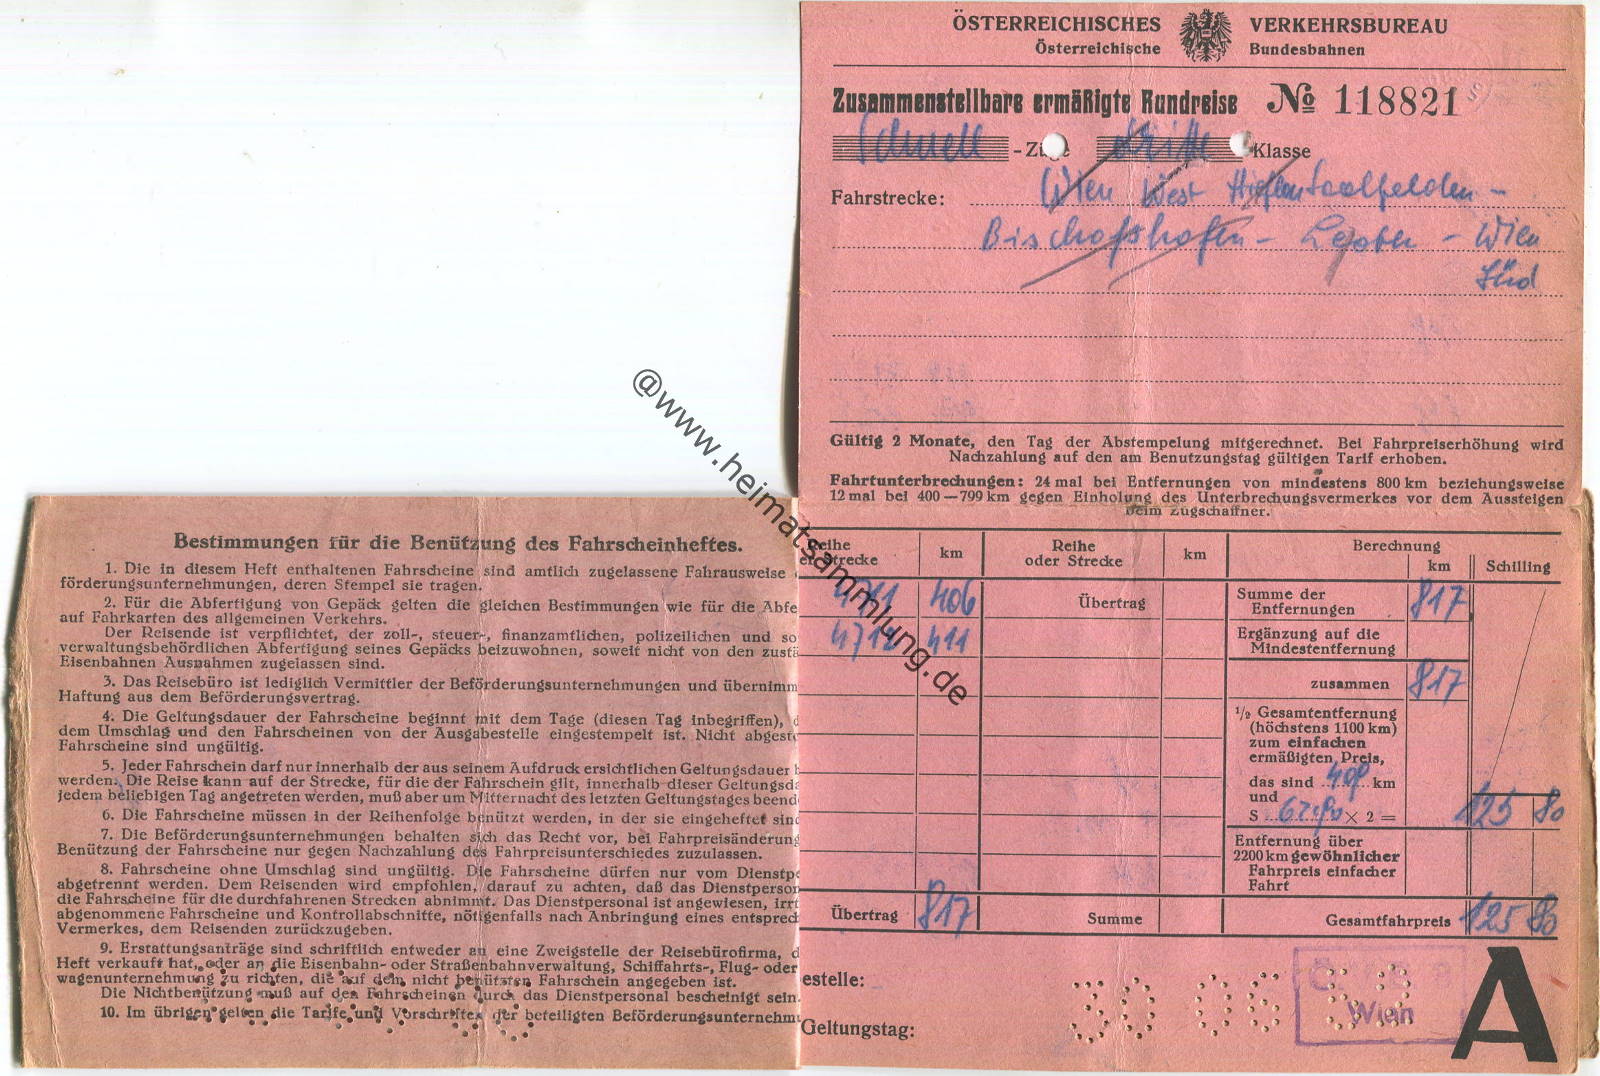 ÖSTERREICHISCHES VERKEHRSBUREAU
Österreichische Bundesbahnen
Zusammenstellbare ermäßigte Rundreise № 118821
Schnell - Züge dritte Klasse
Fahrstrecke: Wien West Saalfelden -
Bischofshofen - Leoben - Wien
Süd
Gültig 2 Monate, den Tag der Abstempelung mitgerechnet. Bei Fahrpreiserhöhung wird
Nachzahlung auf den am Benutzungstag gültigen Tarif erhoben.
Fahrtunterbrechungen: 24 mal bei Entfernungen von mindestens 800 km beziehungsweise
12 mal bei 400—799 km gegen Einholung des Unterbrechungsvermerkes vor dem Aussteigen
beim Zugschaffner.
@www.heimatsammlung.de
Bestimmungen für die Benützung des Fahrscheinheftes.
1. Die in diesem Heft enthaltenen Fahrscheine sind amtlich zugelassene Fahrausweise
förderungsunternehmungen, deren Stempel sie tragen.
2. Für die Abfertigung von Gepäck gelten die gleichen Bestimmungen wie für die Abfe
auf Fahrkarten des allgemeinen Verkehrs.
Der Reisende ist verpflichtet, der zoll-, steuer-, finanzamtlichen, polizeilichen und so
verwaltungsbehördlichen Abfertigung seines Gepäcks beizuwohnen, soweit nicht von den zustä
Eisenbahnen Ausnahmen zugelassen sind.
3. Das Reisebüro ist lediglich Vermittler der Beförderungsunternehmungen und übernimm
Haftung aus dem Beförderungsvertrag.
4. Die Geltungsdauer der Fahrscheine beginnt mit dem Tage (diesen Tag inbegriffen), d
dem Umschlag und den Fahrscheinen von der Ausgabestelle eingestempelt ist. Nicht abgest
Fahrscheine sind ungültig.
5. Jeder Fahrschein darf nur innerhalb der aus seinem Aufdruck ersichtlichen Geltungsdauer b
werden. Die Reise kann auf der Strecke, für die der Fahrschein gilt, innerhalb dieser Geltungsda
jedem beliebigen Tag angetreten werden, muß aber um Mitternacht des letzten Geltungstages beend
6. Die Fahrscheine müssen in der Reihenfolge benützt werden, in der sie eingeheftet sind
7. Die Beförderungsunternehmungen behalten sich das Recht vor, bei Fahrpreisänderung
Benützung der Fahrscheine nur gegen Nachzahlung des Fahrpreisunterschiedes zuzulassen.
8. Fahrscheine ohne Umschlag sind ungültig. Die Fahrscheine dürfen nur vom Dienstpe
abgetrennt werden. Dem Reisenden wird empfohlen, darauf zu achten, daß das Dienstperson
die Fahrscheine für die durchfahrenen Strecken abnimmt. Das Dienstpersonal ist angewiesen, irrt
abgenommene Fahrscheine und Kontrollabschnitte, nötigenfalls nach Anbringung eines entsprech
Vermerkes, dem Reisenden zurückzugeben.
9. Erstattungsanträge sind schriftlich entweder an eine Zweigstelle der Reisebürofirma, d
Heft verkauft hat, oder an die Eisenbahn- oder Straßenbahnverwaltung, Schiffahrts-, Flug- oder
wagenunternehmung zu richten, die auf dem nicht benützten Fahrschein angegeben ist.
Die Nichtbenützung muß auf den Fahrscheinen durch das Dienstpersonal bescheinigt sein.
10. Im übrigen gelten die Tarife und Vorschriften der beteiligten Beförderungsunternehmu
Reihe
er Strecke km Reihe
oder Strecke km Berechnung
km Schilling
4711 406 Übertrag Summe der
Entfernungen 817
4712 411 Ergänzung auf die
Mindestentfernung
zusammen 817
½ Gesamtentfernung
(höchstens 1100 km)
zum einfachen
ermäßigten Preis,
das sind 409 km
und
S 62.90 × 2 = 125 80
Entfernung über
2200 km gewöhnlicher
Fahrpreis einfacher
Fahrt
Übertrag 817 Summe Gesamtfahrpreis 125 80
estelle:
Geltungstag:
30 06
Wien
A